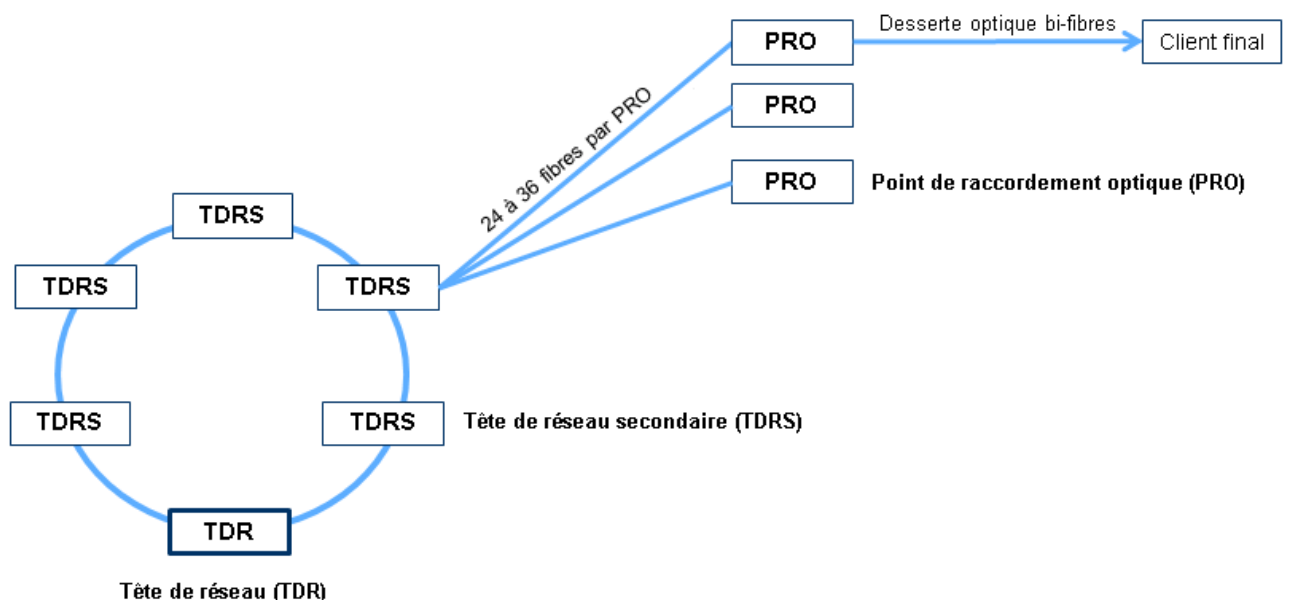 Desserte optique bi-fibres
PRO
Client final
24 à 36 fibres par PRO
PRO
PRO
Point de raccordement optique (PRO)
TDRS
TDRS
TDRS
TDRS
TDRS
Tête de réseau secondaire (TDRS)
TDR
Tête de réseau (TDR)